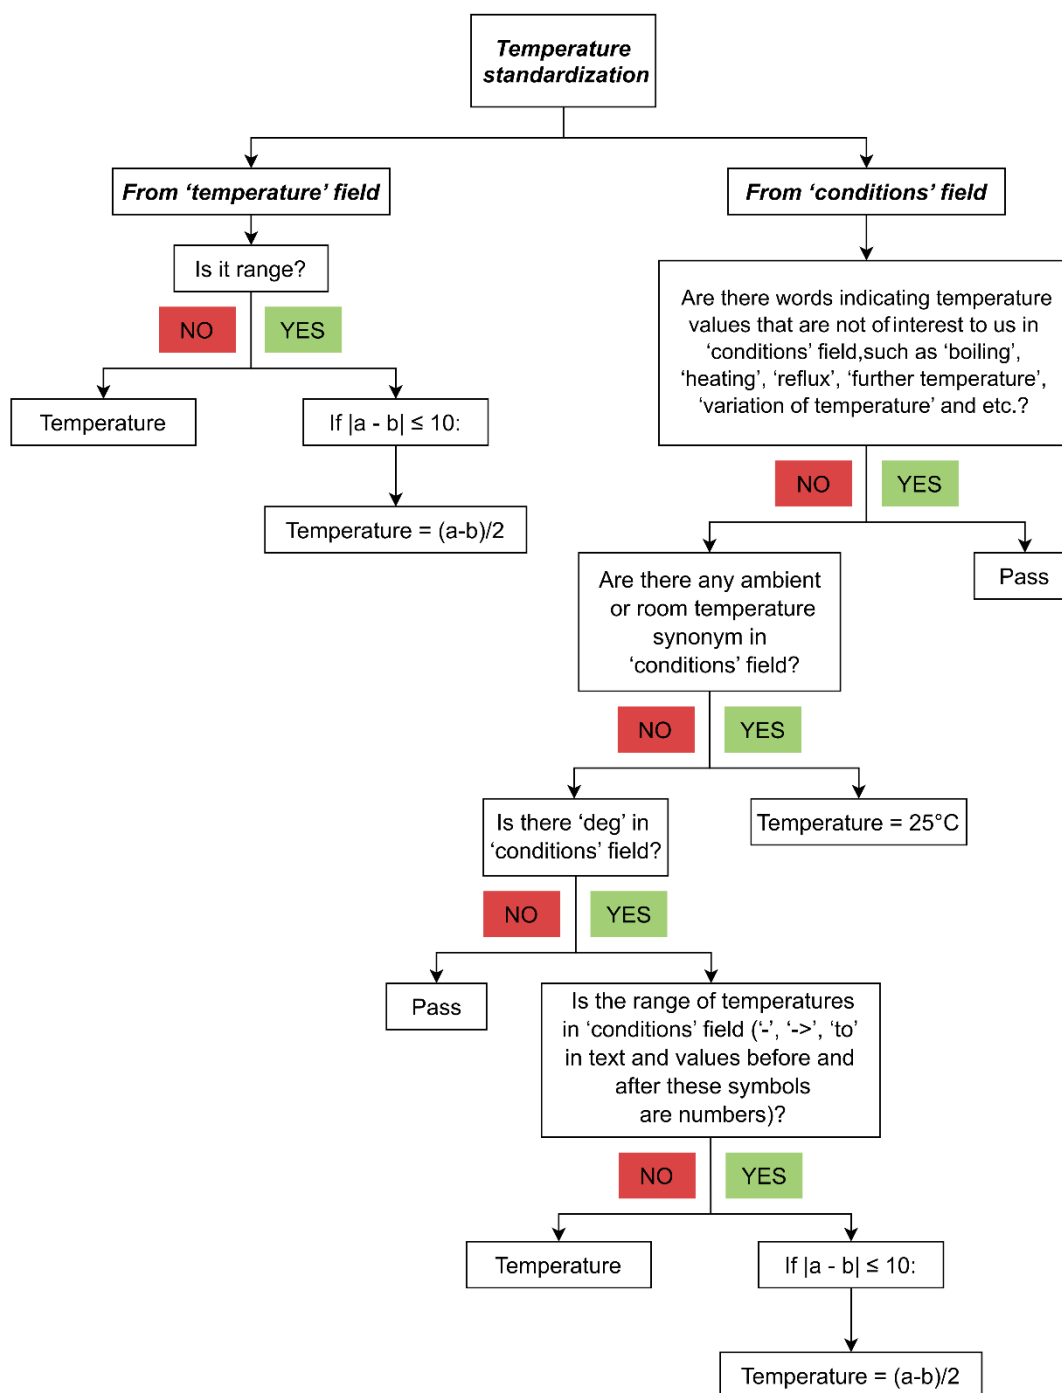 Temperature
standardization
From ‘temperature’ field
From ‘conditions’ field
Is it range?
NO
YES
Temperature
If |a - b| ≤ 10:
Temperature = (a-b)/2
Are there words indicating temperature
values that are not of interest to us in
‘conditions’ field,such as ‘boiling’,
‘heating’, ‘reflux’, ‘further temperature’,
‘variation of temperature’ and etc.?
NO
YES
Are there any ambient
or room temperature
synonym in
‘conditions’ field?
Pass
NO
YES
Is there ‘deg’ in
‘conditions’ field?
Temperature = 25°C
NO
YES
Pass
Is the range of temperatures
in ‘conditions’ field (‘-’, ‘->’, ‘to’
in text and values before and
after these symbols
are numbers)?
NO
YES
Temperature
If |a - b| ≤ 10:
Temperature = (a-b)/2